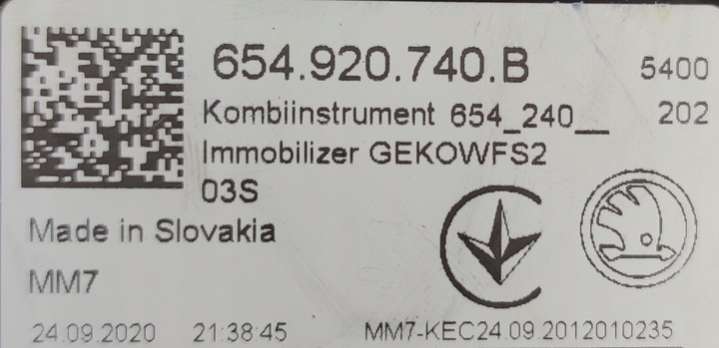 654.920.740.B 5400
Kombiinstrument 654_240__ 202
Immobilizer GEKOWFS2
03S
Made in Slovakia
MM7
24.09.2020 21:38:45 MM7-KEC24.09.2012010235